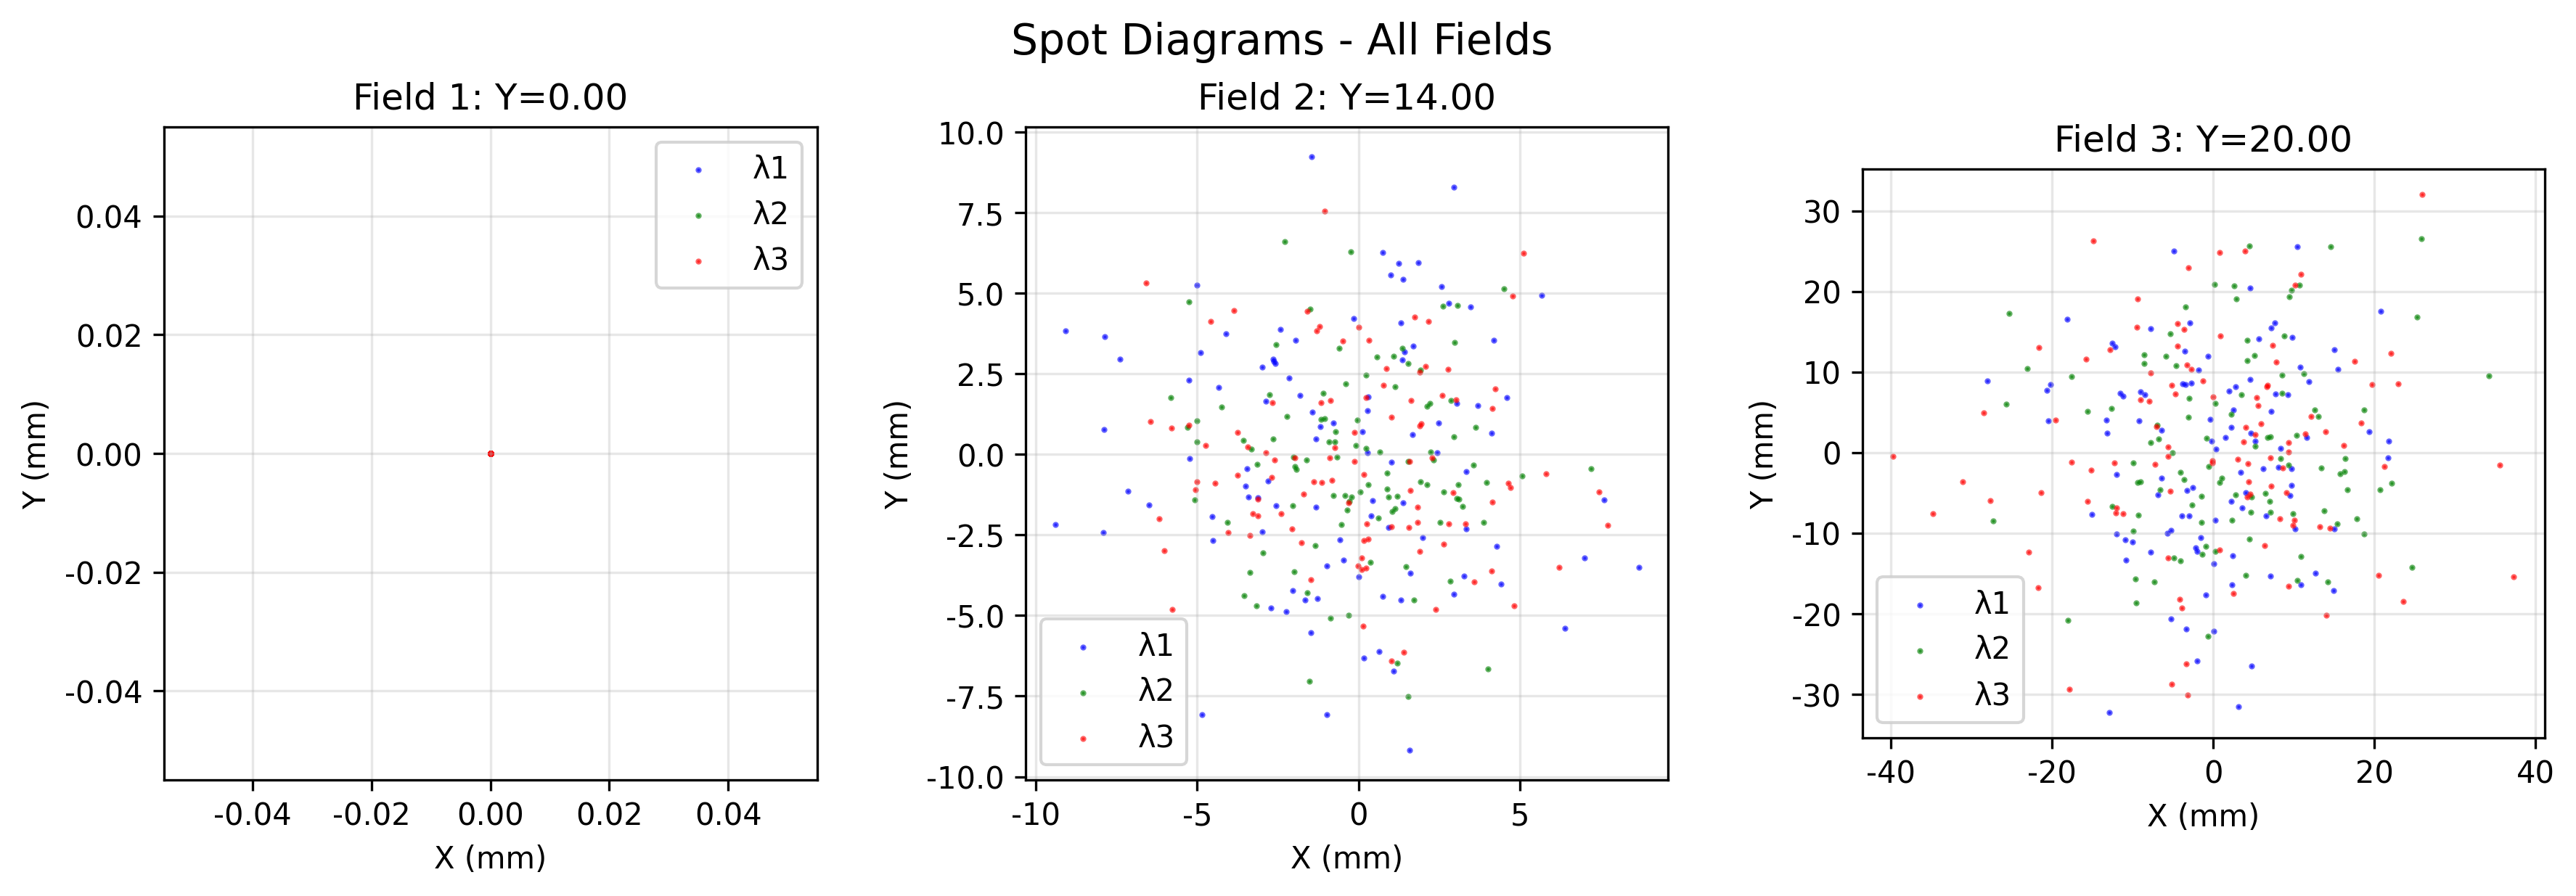 Spot Diagrams - All Fields
Field 1: Y=0.00
λ1
λ2
λ3
0.04
0.02
0.00
-0.02
-0.04
Y (mm)
-0.04
-0.02
0.00
0.02
0.04
X (mm)
Field 2: Y=14.00
10.0
7.5
5.0
2.5
0.0
-2.5
-5.0
-7.5
-10.0
Y (mm)
λ1
λ2
λ3
-10
-5
0
5
X (mm)
Field 3: Y=20.00
30
20
10
0
-10
-20
-30
Y (mm)
λ1
λ2
λ3
-40
-20
0
20
40
X (mm)